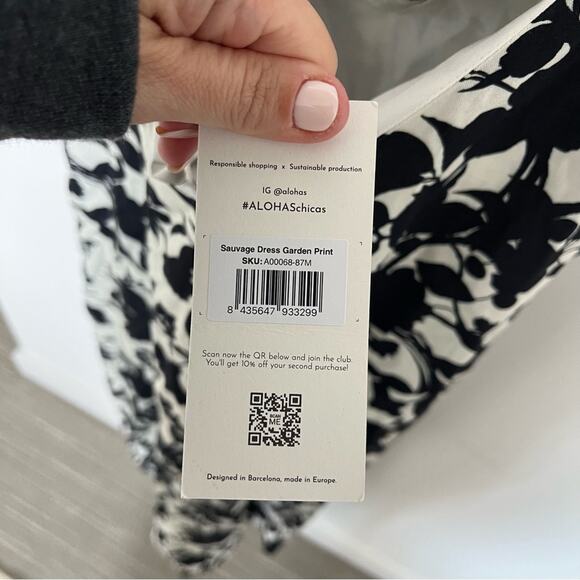 Responsible shopping x Sustainable production
IG @alohas
#ALOHASchicas
Sauvage Dress Garden Print
SKU: A00068-87M
8 435647 933299
Scan now the QR below and join the club.
You'll get 10% off your second purchase!
SCAN
ME
Designed in Barcelona, made in Europe.